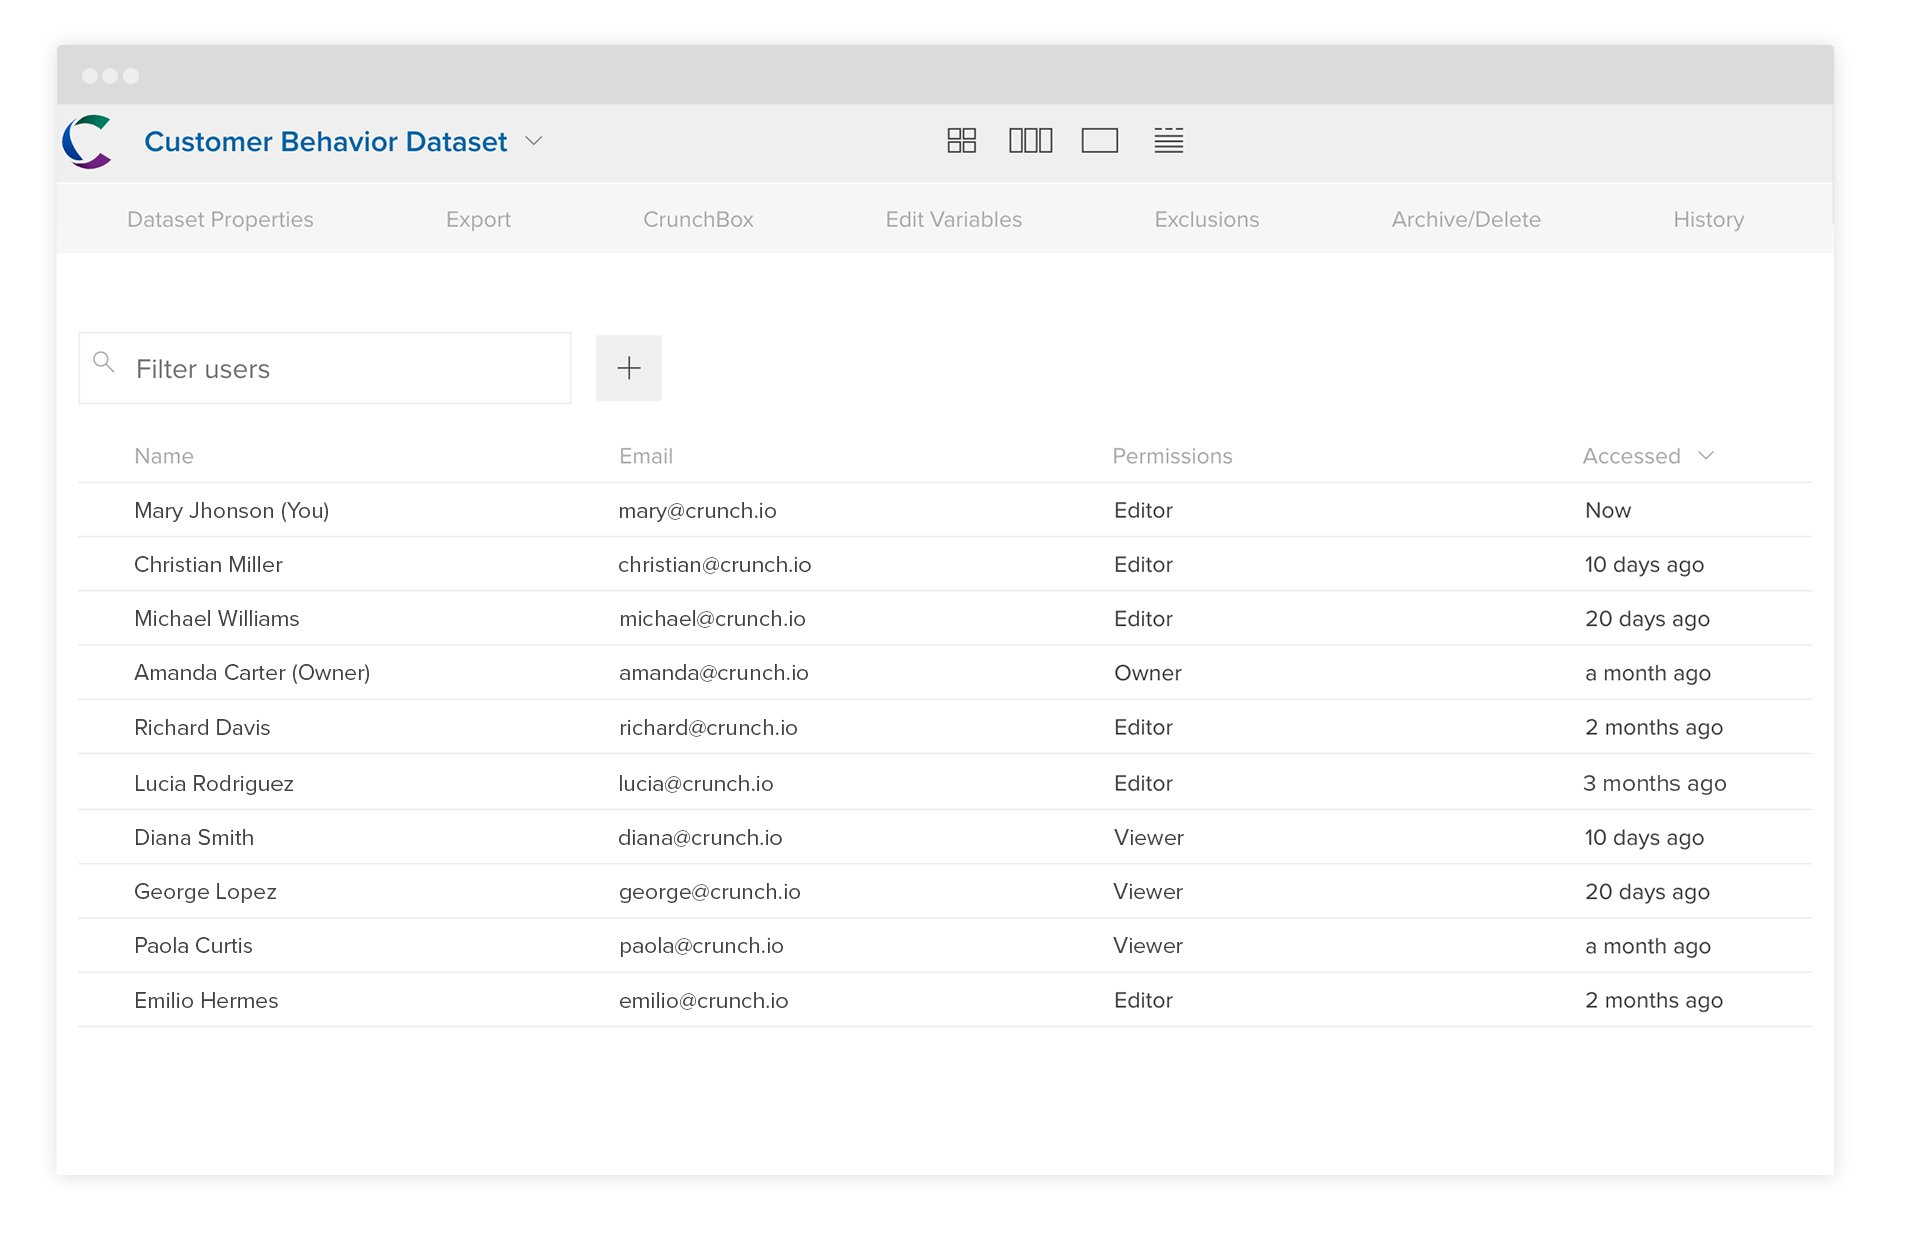 Customer Behavior Dataset
Dataset Properties Export CrunchBox Edit Variables Exclusions Archive/Delete History
Filter users
Name Email Permissions Accessed
Mary Jhonson (You) mary@crunch.io Editor Now
Christian Miller christian@crunch.io Editor 10 days ago
Michael Williams michael@crunch.io Editor 20 days ago
Amanda Carter (Owner) amanda@crunch.io Owner a month ago
Richard Davis richard@crunch.io Editor 2 months ago
Lucia Rodriguez lucia@crunch.io Editor 3 months ago
Diana Smith diana@crunch.io Viewer 10 days ago
George Lopez george@crunch.io Viewer 20 days ago
Paola Curtis paola@crunch.io Viewer a month ago
Emilio Hermes emilio@crunch.io Editor 2 months ago